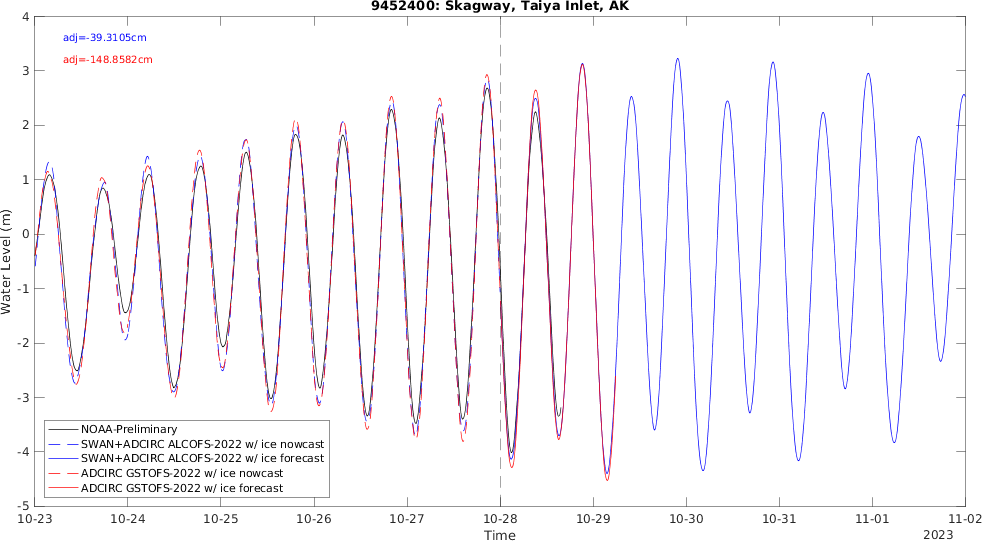 9452400: Skagway, Taiya Inlet, AK
adj=-39.3105cm
adj=-148.8582cm
Water Level (m)
4
3
2
1
0
-1
-2
-3
-4
-5
NOAA-Preliminary
SWAN+ADCIRC ALCOFS-2022 w/ ice nowcast
SWAN+ADCIRC ALCOFS-2022 w/ ice forecast
ADCIRC GSTOFS-2022 w/ ice nowcast
ADCIRC GSTOFS-2022 w/ ice forecast
10-23 10-24 10-25 10-26 10-27 10-28 10-29 10-30 10-31 11-01 11-02
Time
2023